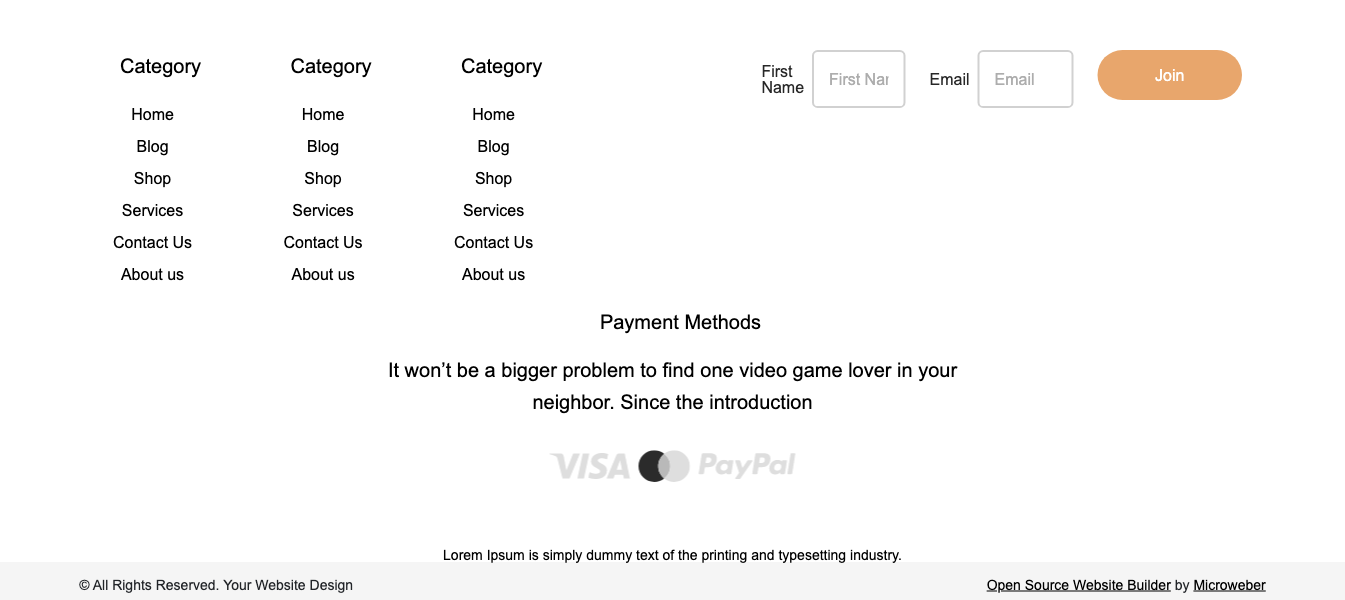 Category
Home
Blog
Shop
Services
Contact Us
About us
Category
Home
Blog
Shop
Services
Contact Us
About us
Category
Home
Blog
Shop
Services
Contact Us
About us
First
Name
First Nar
Email
Email
Join
Payment Methods
It won’t be a bigger problem to find one video game lover in your
neighbor. Since the introduction
VISA PayPal
Lorem Ipsum is simply dummy text of the printing and typesetting industry.
© All Rights Reserved. Your Website Design
Open Source Website Builder by Microweber